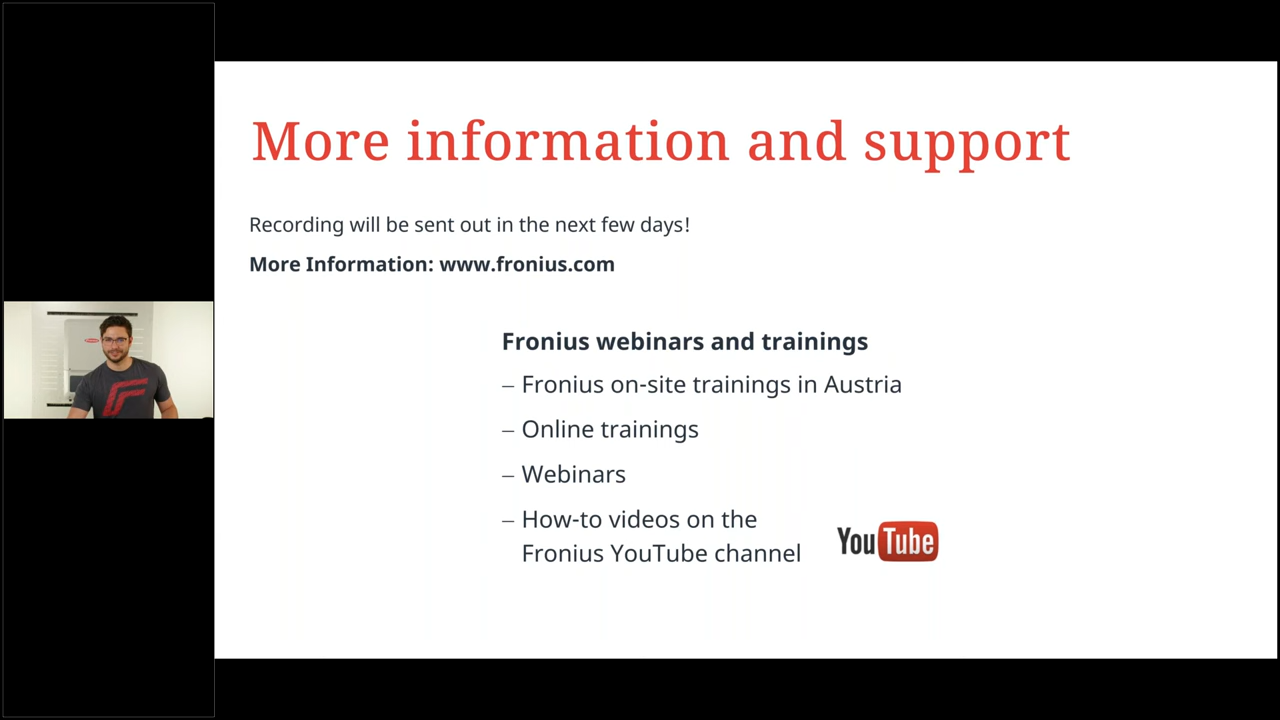 More information and support
Recording will be sent out in the next few days!
More Information: www.fronius.com
Fronius webinars and trainings
– Fronius on-site trainings in Austria
– Online trainings
– Webinars
– How-to videos on the
Fronius YouTube channel
YouTube